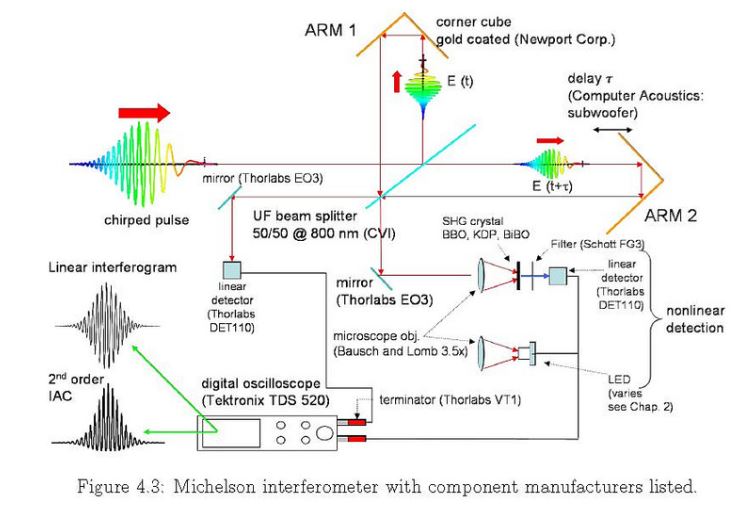 ARM 1
corner cube
gold coated (Newport Corp.)
E (t)
delay τ
(Computer Acoustics:
subwoofer)
mirror (Thorlabs EO3)
E (t+τ)
chirped pulse
ARM 2
UF beam splitter
50/50 @ 800 nm (CVI)
SHG crystal
BBO, KDP, BiBO
Filter (Schott FG3)
Linear interferogram
linear
detector
(Thorlabs
DET110)
mirror
(Thorlabs EO3)
linear
detector
(Thorlabs
DET110)
nonlinear
detection
microscope obj.
(Bausch and Lomb 3.5x)
2nd order
IAC
digital oscilloscope
(Tektronix TDS 520)
terminator (Thorlabs VT1)
LED
(varies
see Chap. 2)
Figure 4.3: Michelson interferometer with component manufacturers listed.